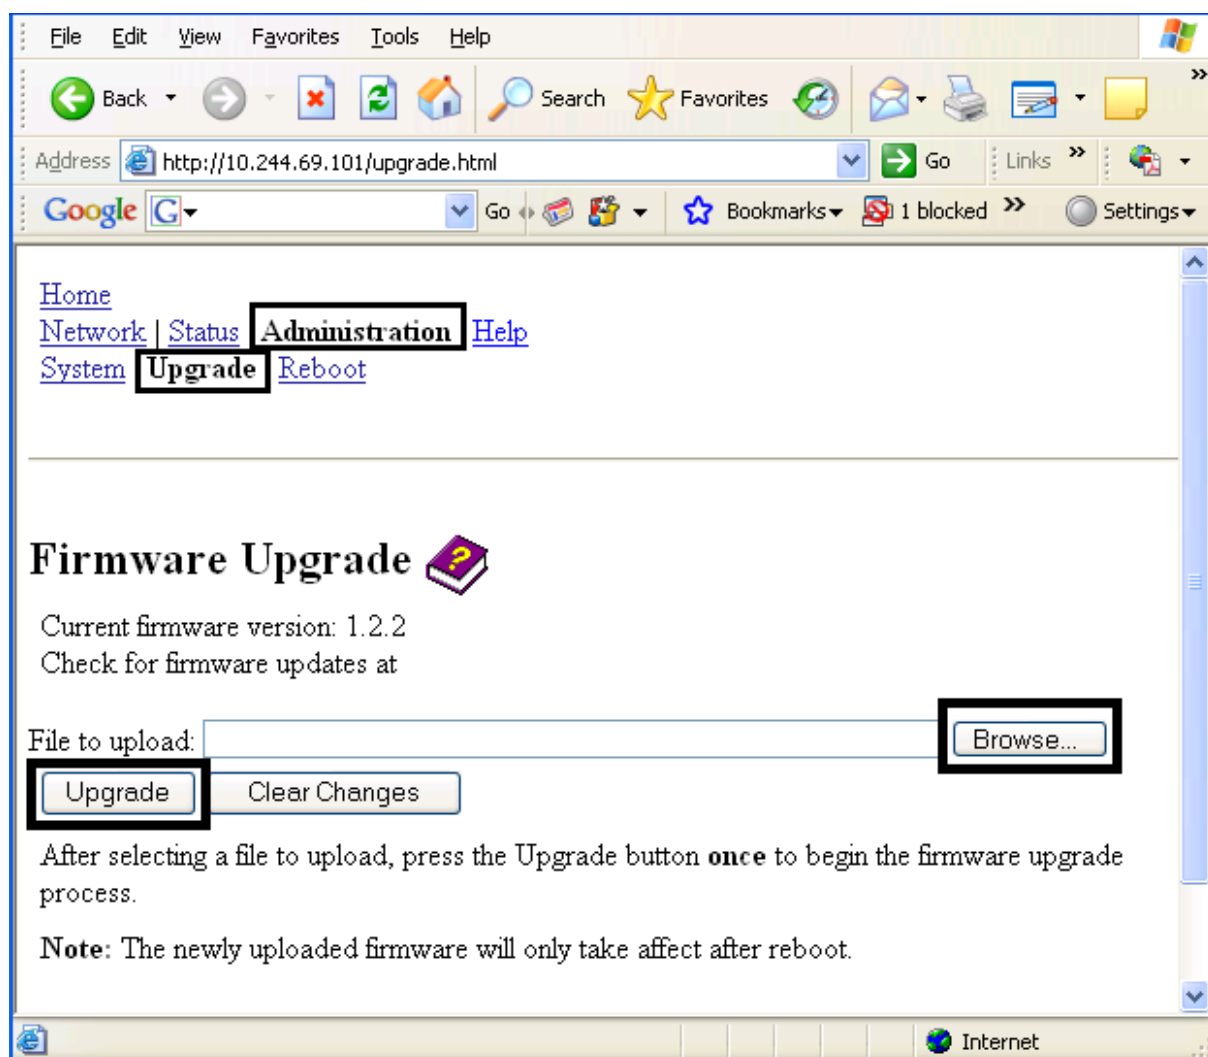 File Edit View Favorites Tools Help
Back Search Favorites
Address http://10.244.69.101/upgrade.html Go Links »
Google G Go Bookmarks 1 blocked » Settings
Home
Network | Status Administration Help
System Upgrade Reboot
Firmware Upgrade ?
Current firmware version: 1.2.2
Check for firmware updates at
File to upload: Browse...
Upgrade Clear Changes
After selecting a file to upload, press the Upgrade button once to begin the firmware upgrade
process.
Note: The newly uploaded firmware will only take affect after reboot.
Internet